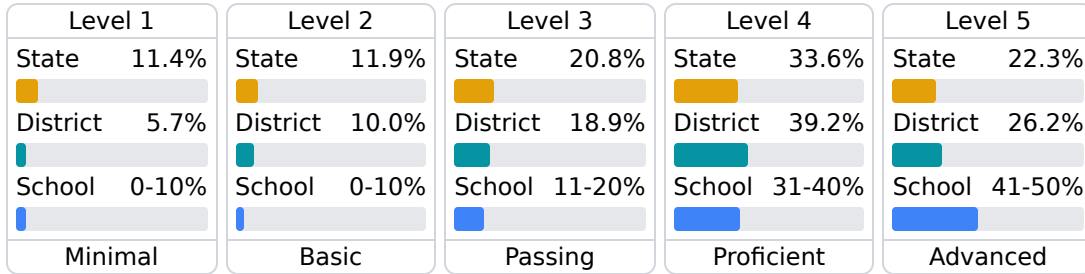 Level 1
State 11.4%
District 5.7%
School 0-10%
Minimal
Level 2
State 11.9%
District 10.0%
School 0-10%
Basic
Level 3
State 20.8%
District 18.9%
School 11-20%
Passing
Level 4
State 33.6%
District 39.2%
School 31-40%
Proficient
Level 5
State 22.3%
District 26.2%
School 41-50%
Advanced